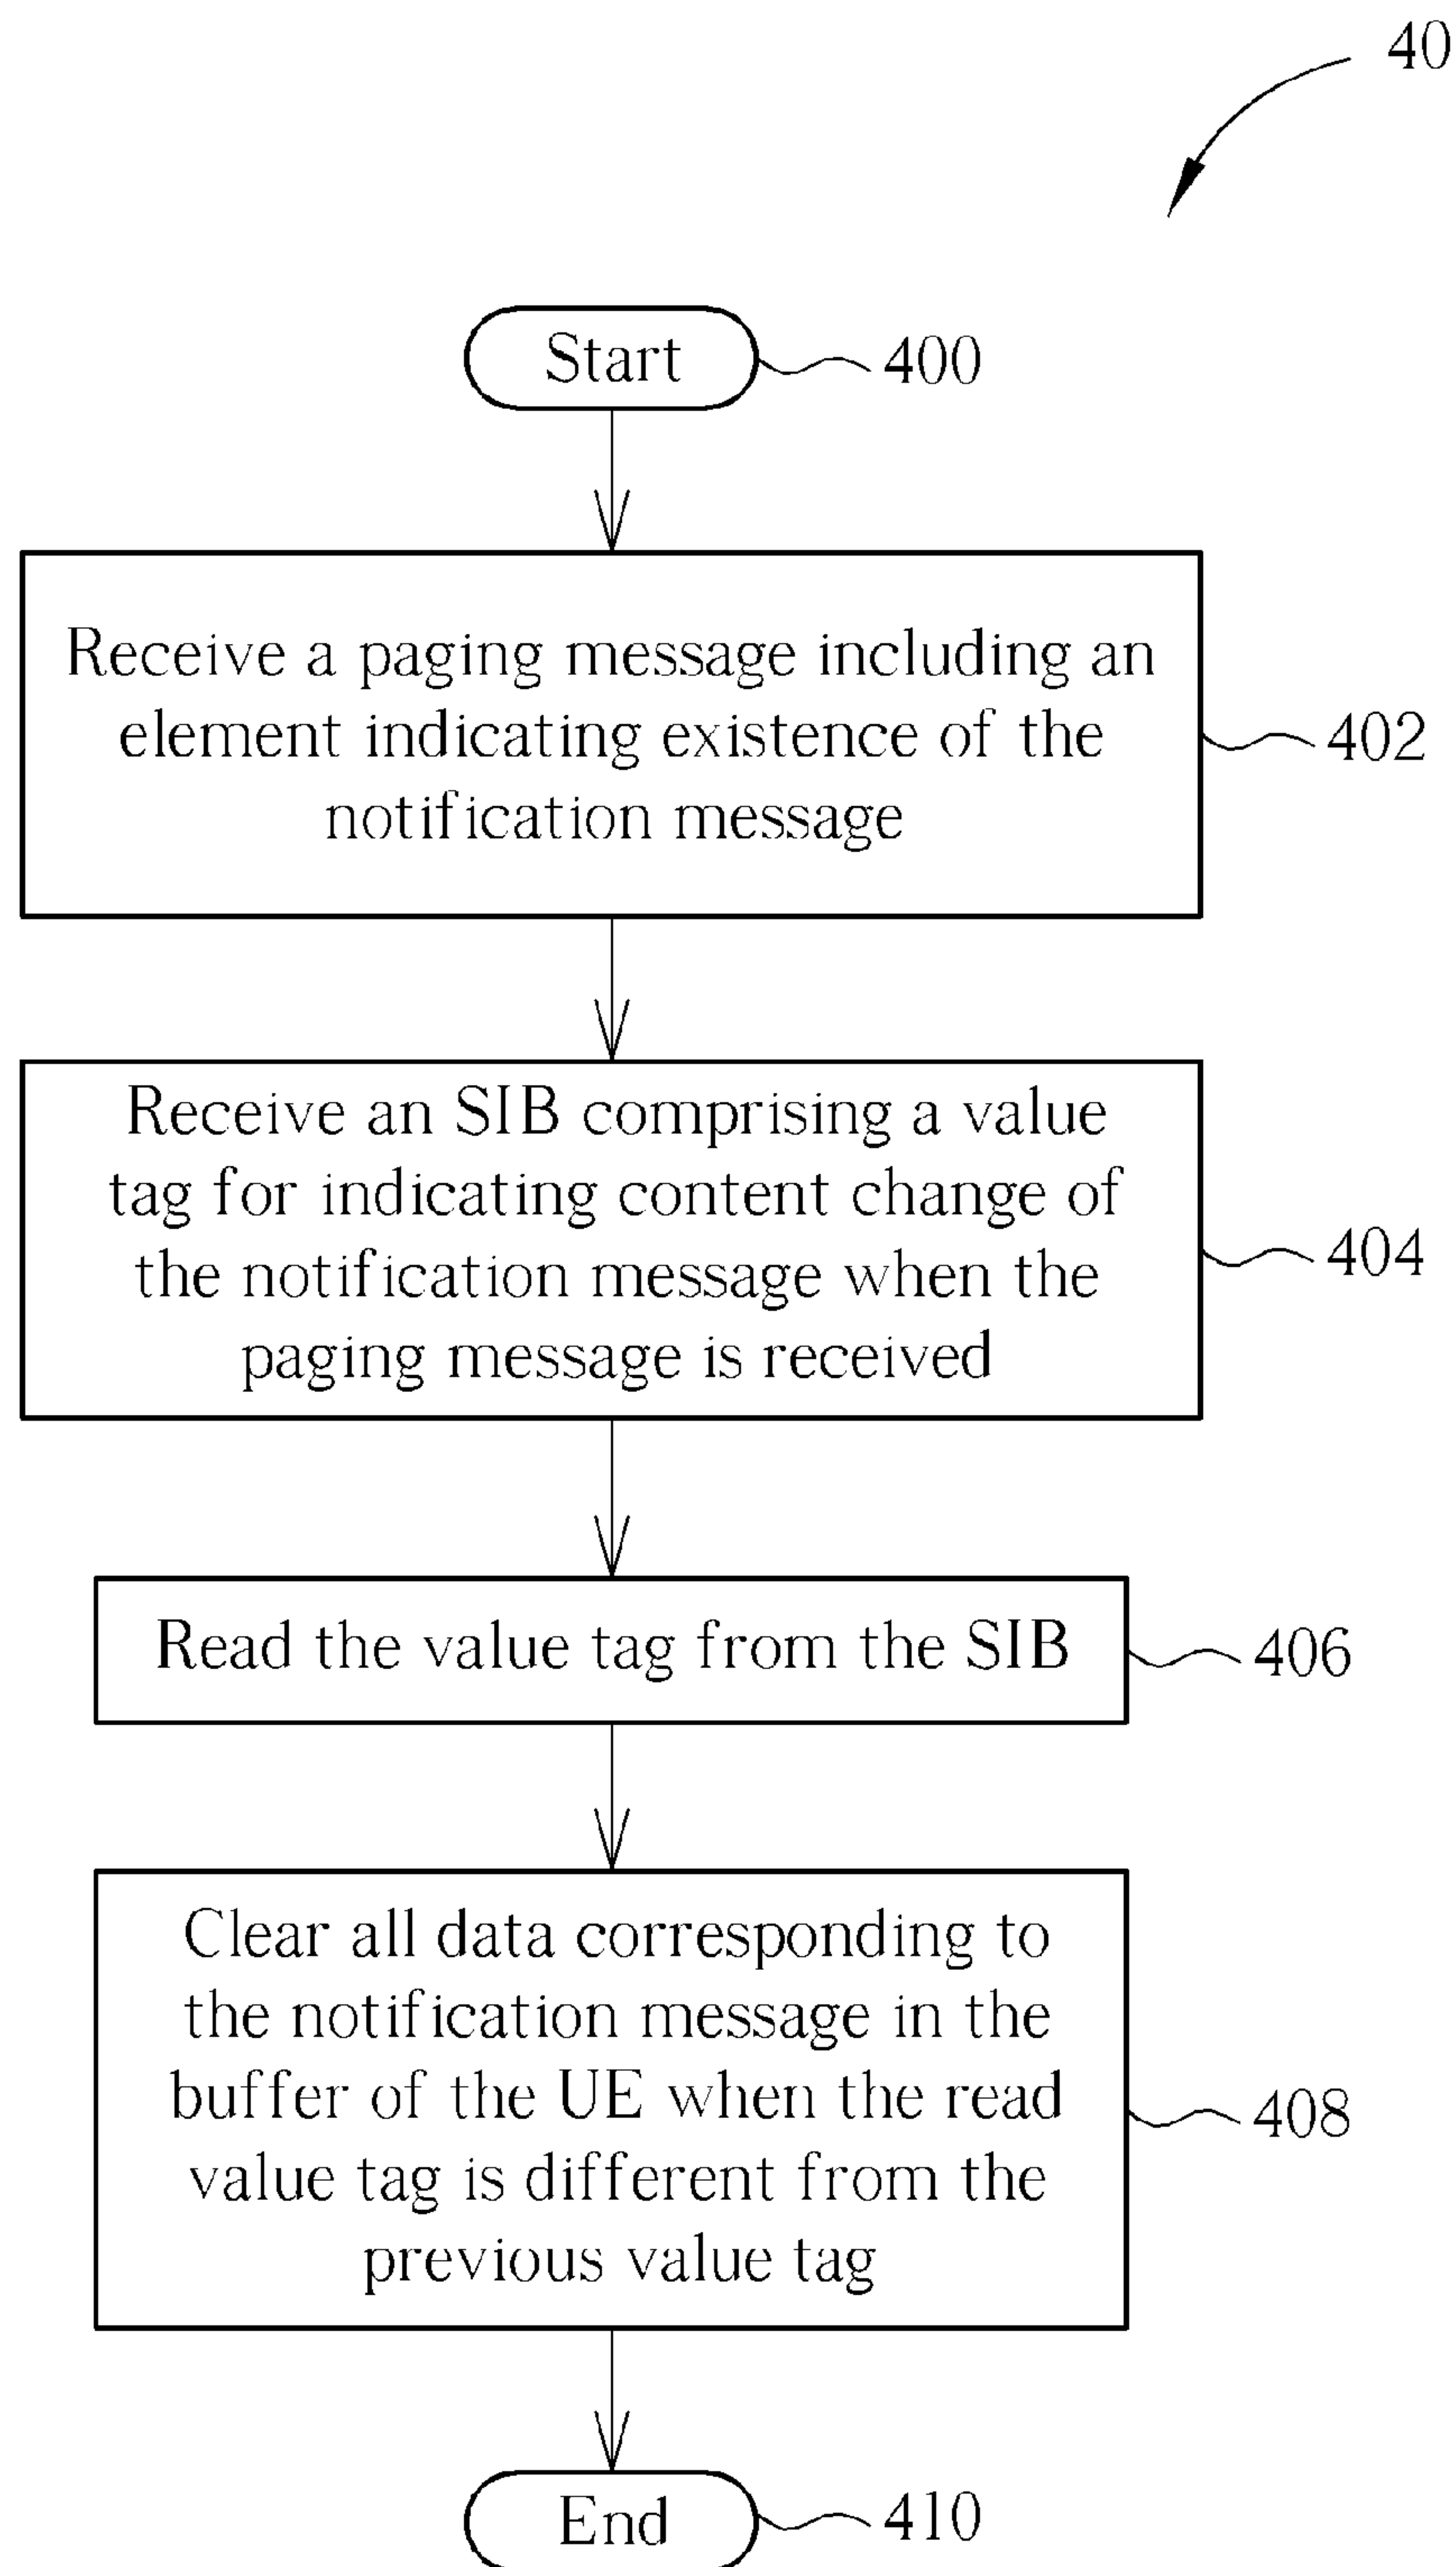 40
Start
400
Receive a paging message including an
element indicating existence of the
notification message
402
Receive an SIB comprising a value
tag for indicating content change of
the notification message when the
paging message is received
404
Read the value tag from the SIB
406
Clear all data corresponding to
the notification message in the
buffer of the UE when the read
value tag is different from the
previous value tag
408
End
410